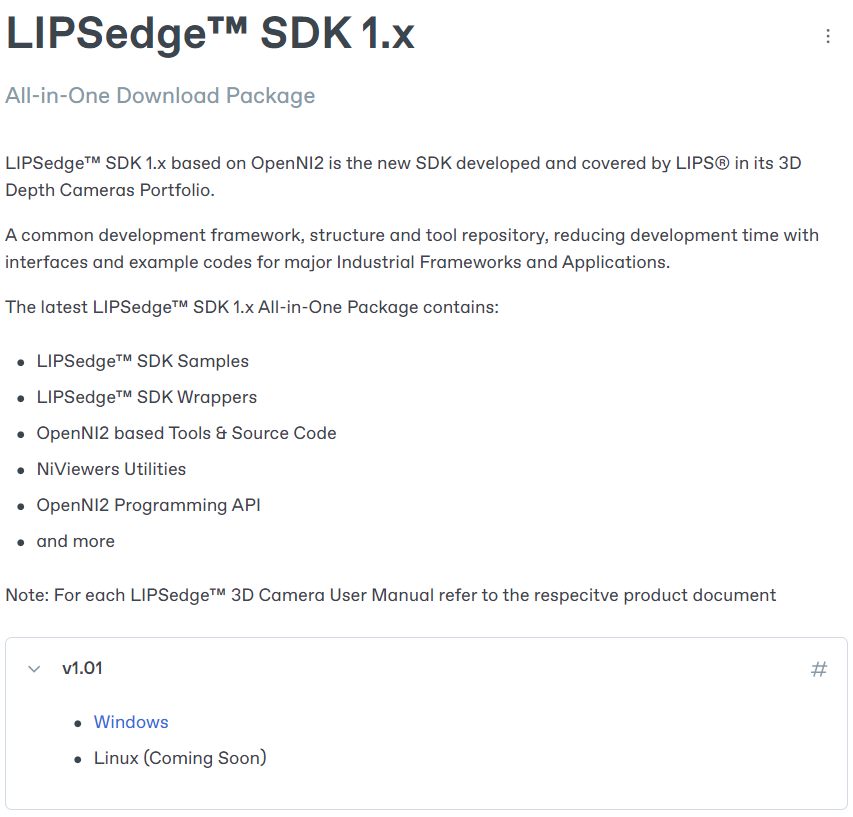 LIPSedge™ SDK 1.x
All-in-One Download Package
LIPSedge™ SDK 1.x based on OpenNI2 is the new SDK developed and covered by LIPS® in its 3D
Depth Cameras Portfolio.
A common development framework, structure and tool repository, reducing development time with
interfaces and example codes for major Industrial Frameworks and Applications.
The latest LIPSedge™ SDK 1.x All-in-One Package contains:
• LIPSedge™ SDK Samples
• LIPSedge™ SDK Wrappers
• OpenNI2 based Tools & Source Code
• NiViewers Utilities
• OpenNI2 Programming API
• and more
Note: For each LIPSedge™ 3D Camera User Manual refer to the respecitve product document
v1.01 #
• Windows
• Linux (Coming Soon)